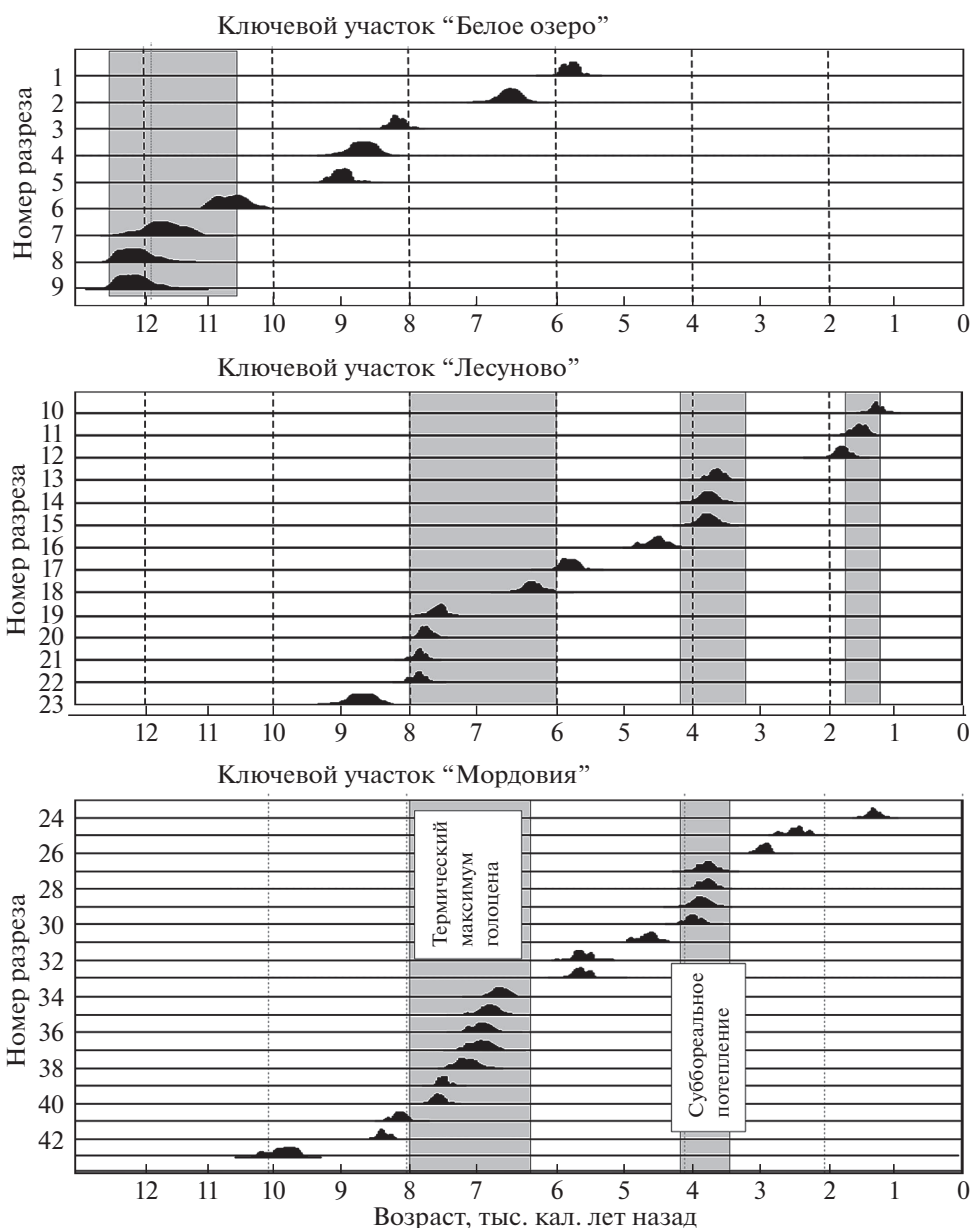 Ключевой участок “Белое озеро”
Номер разреза
1
2
3
4
5
6
7
8
9
12 11 10 9 8 7 6 5 4 3 2 1 0
Ключевой участок “Лесуново”
Номер разреза
10
11
12
13
14
15
16
17
18
19
20
21
22
23
12 11 10 9 8 7 6 5 4 3 2 1 0
Ключевой участок “Мордовия”
Номер разреза
24
26
28
30
32
34
36
38
40
42
Термический
максимум
голоцена
Суббореальное
потепление
12 11 10 9 8 7 6 5 4 3 2 1 0
Возраст, тыс. кал. лет назад